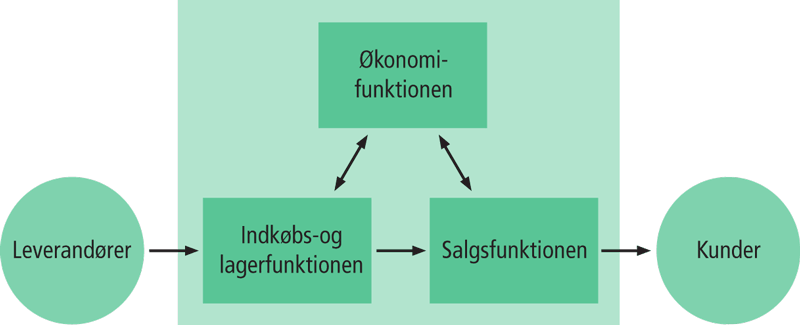 Økonomi-
funktionen
Leverandører
Indkøbs-og
lagerfunktionen
Salgsfunktionen
Kunder